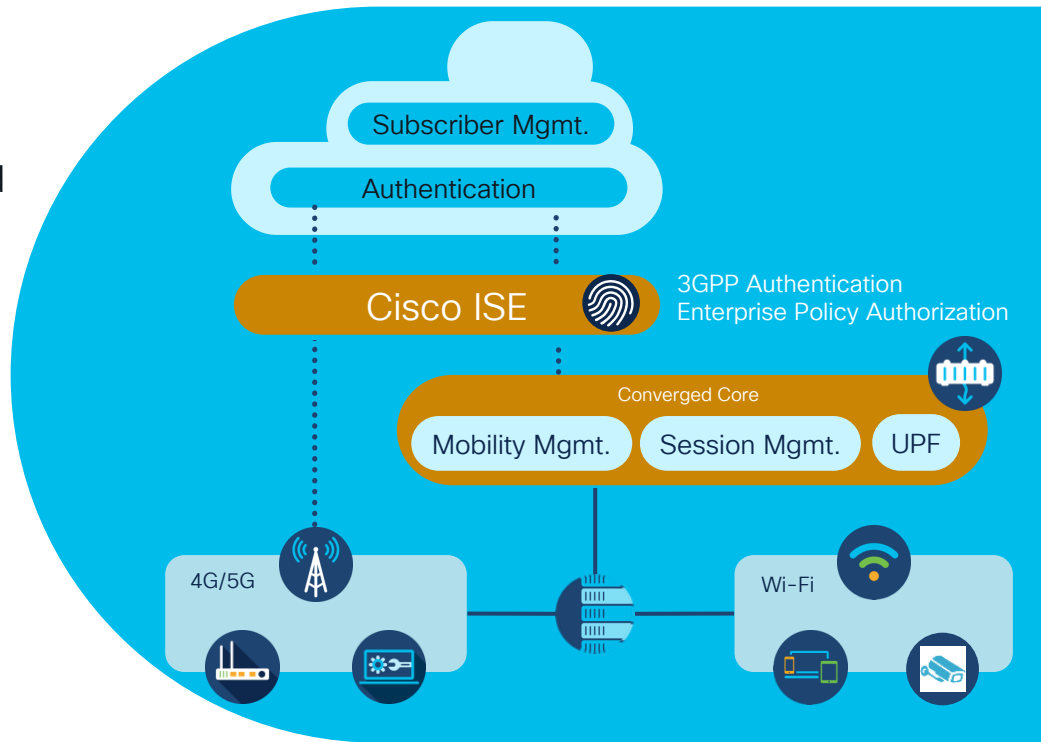 Subscriber Mgmt.
Authentication
Cisco ISE
3GPP Authentication
Enterprise Policy Authorization
Converged Core
Mobility Mgmt.
Session Mgmt.
UPF
4G/5G
Wi-Fi